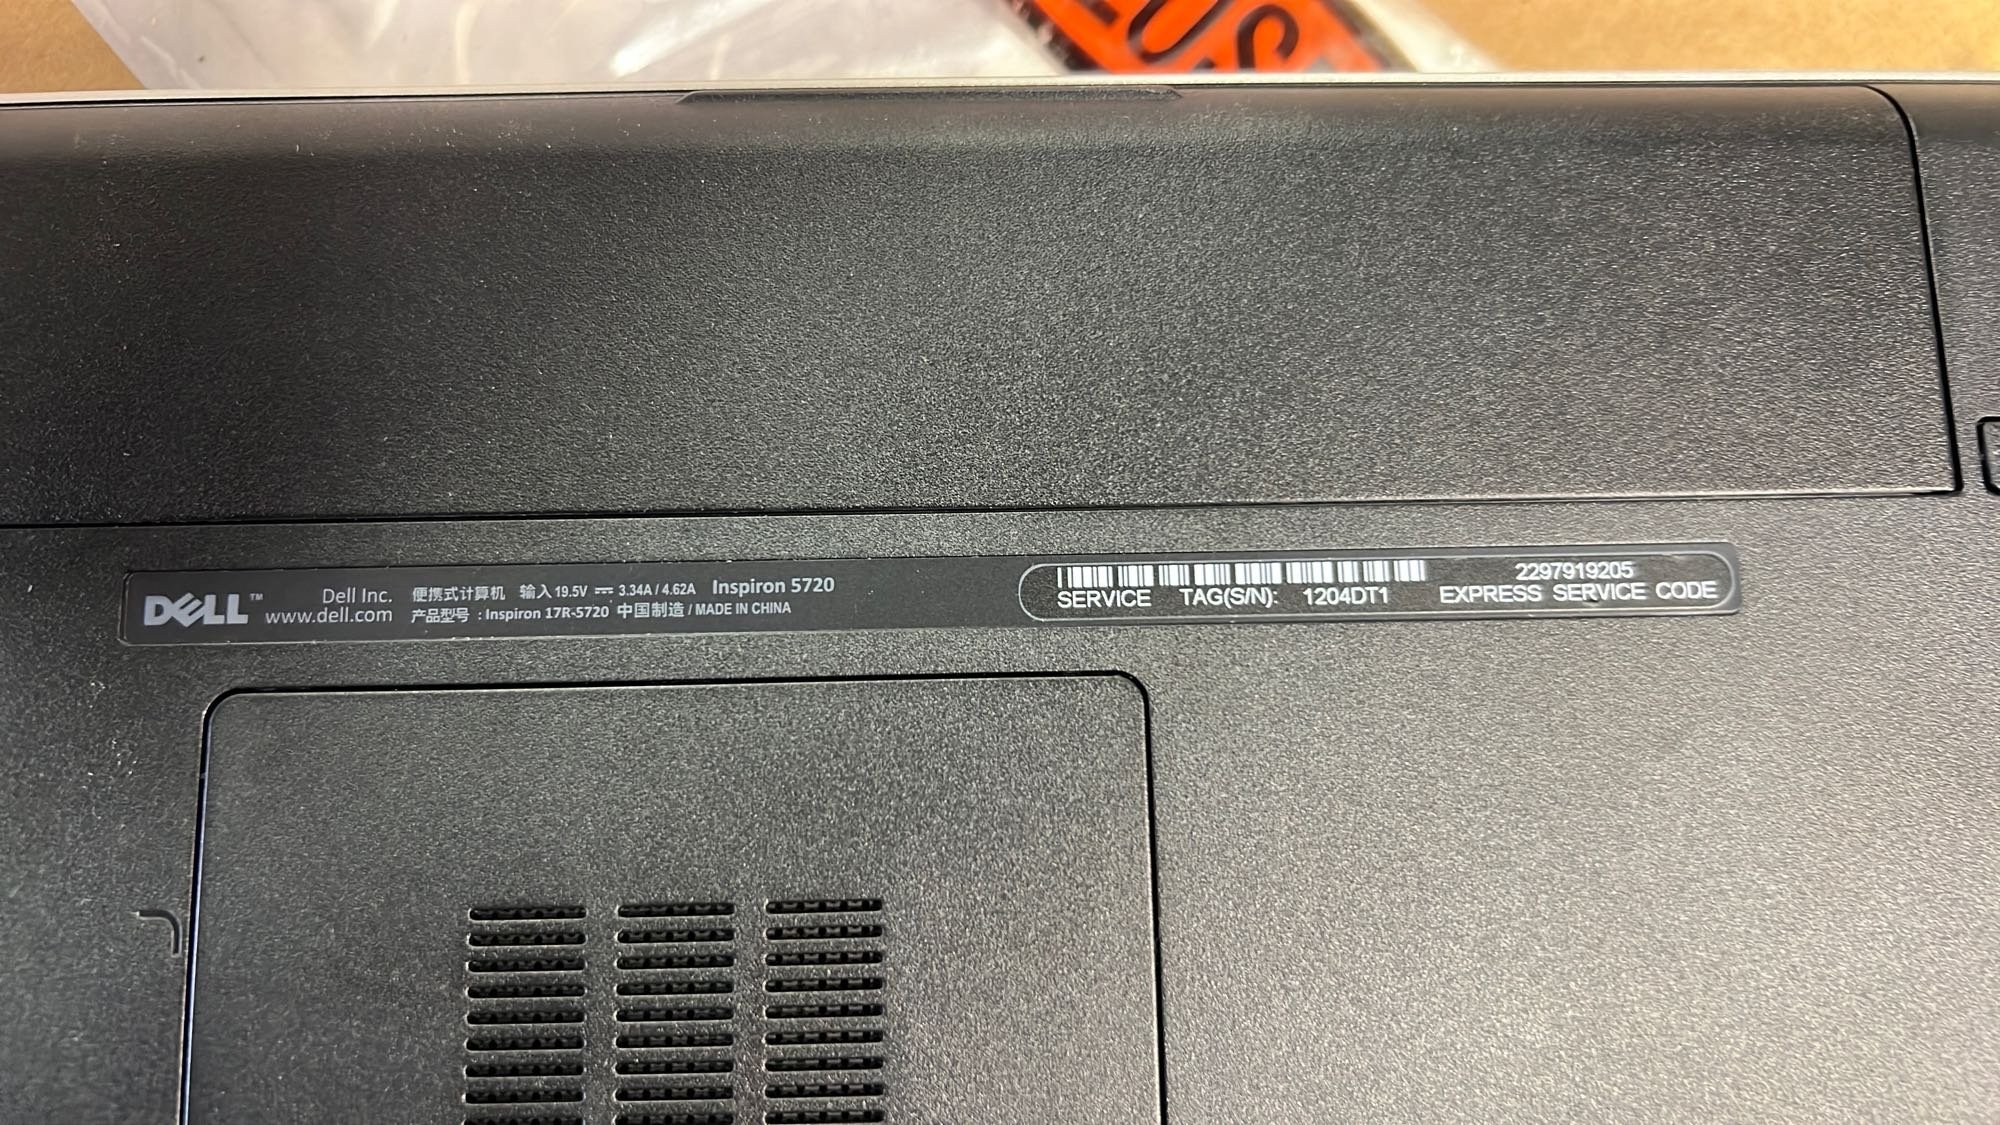 DELL™
Dell Inc. 便携式计算机 输入 19.5V ⎓ 3.34A / 4.62A Inspiron 5720
www.dell.com 产品型号 : Inspiron 17R-5720 中国制造 / MADE IN CHINA
2297919205
SERVICE TAG(S/N): 1204DT1 EXPRESS SERVICE CODE